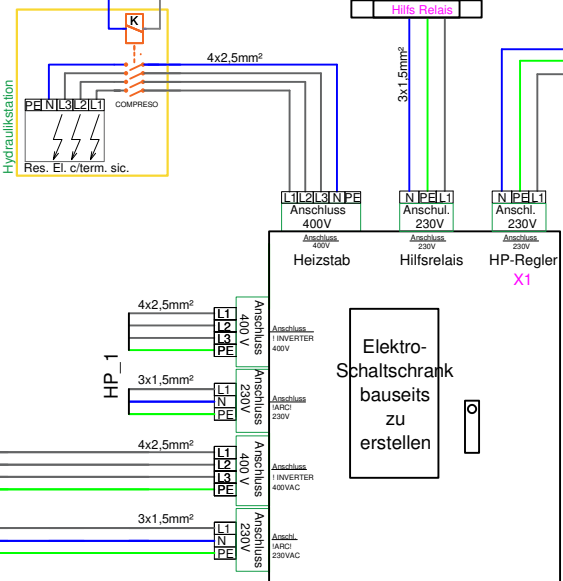 Hilfs Relais
K
4x2,5mm²
COMPRESO
3x1,5mm²
Hydraulikstation
PE N L3 L2 L1
Res. El. c/term. sic.
L1 L2 L3 N PE
Anschluss
400V
Anschluss
400V
Heizstab
N PE L1
Anschul.
230V
Anschluss
230V
Hilfsrelais
N PE L1
Anschl.
230V
Anschluss
230V
HP-Regler
X1
HP_1
4x2,5mm²
L1
L2
L3
PE
Anschluss
400 V
Anschluss
! INVERTER
400V
3x1,5mm²
L1
N
PE
Anschluss
230V
Anschluss
!ARC!
230V
4x2,5mm²
L1
L2
L3
PE
Anschluss
400 V
Anschluss
! INVERTER
400VAC
3x1,5mm²
L1
N
PE
Anschluss
230V
Anschl.
!ARC!
230VAC
Elektro-
Schaltschrank
bauseits
zu
erstellen